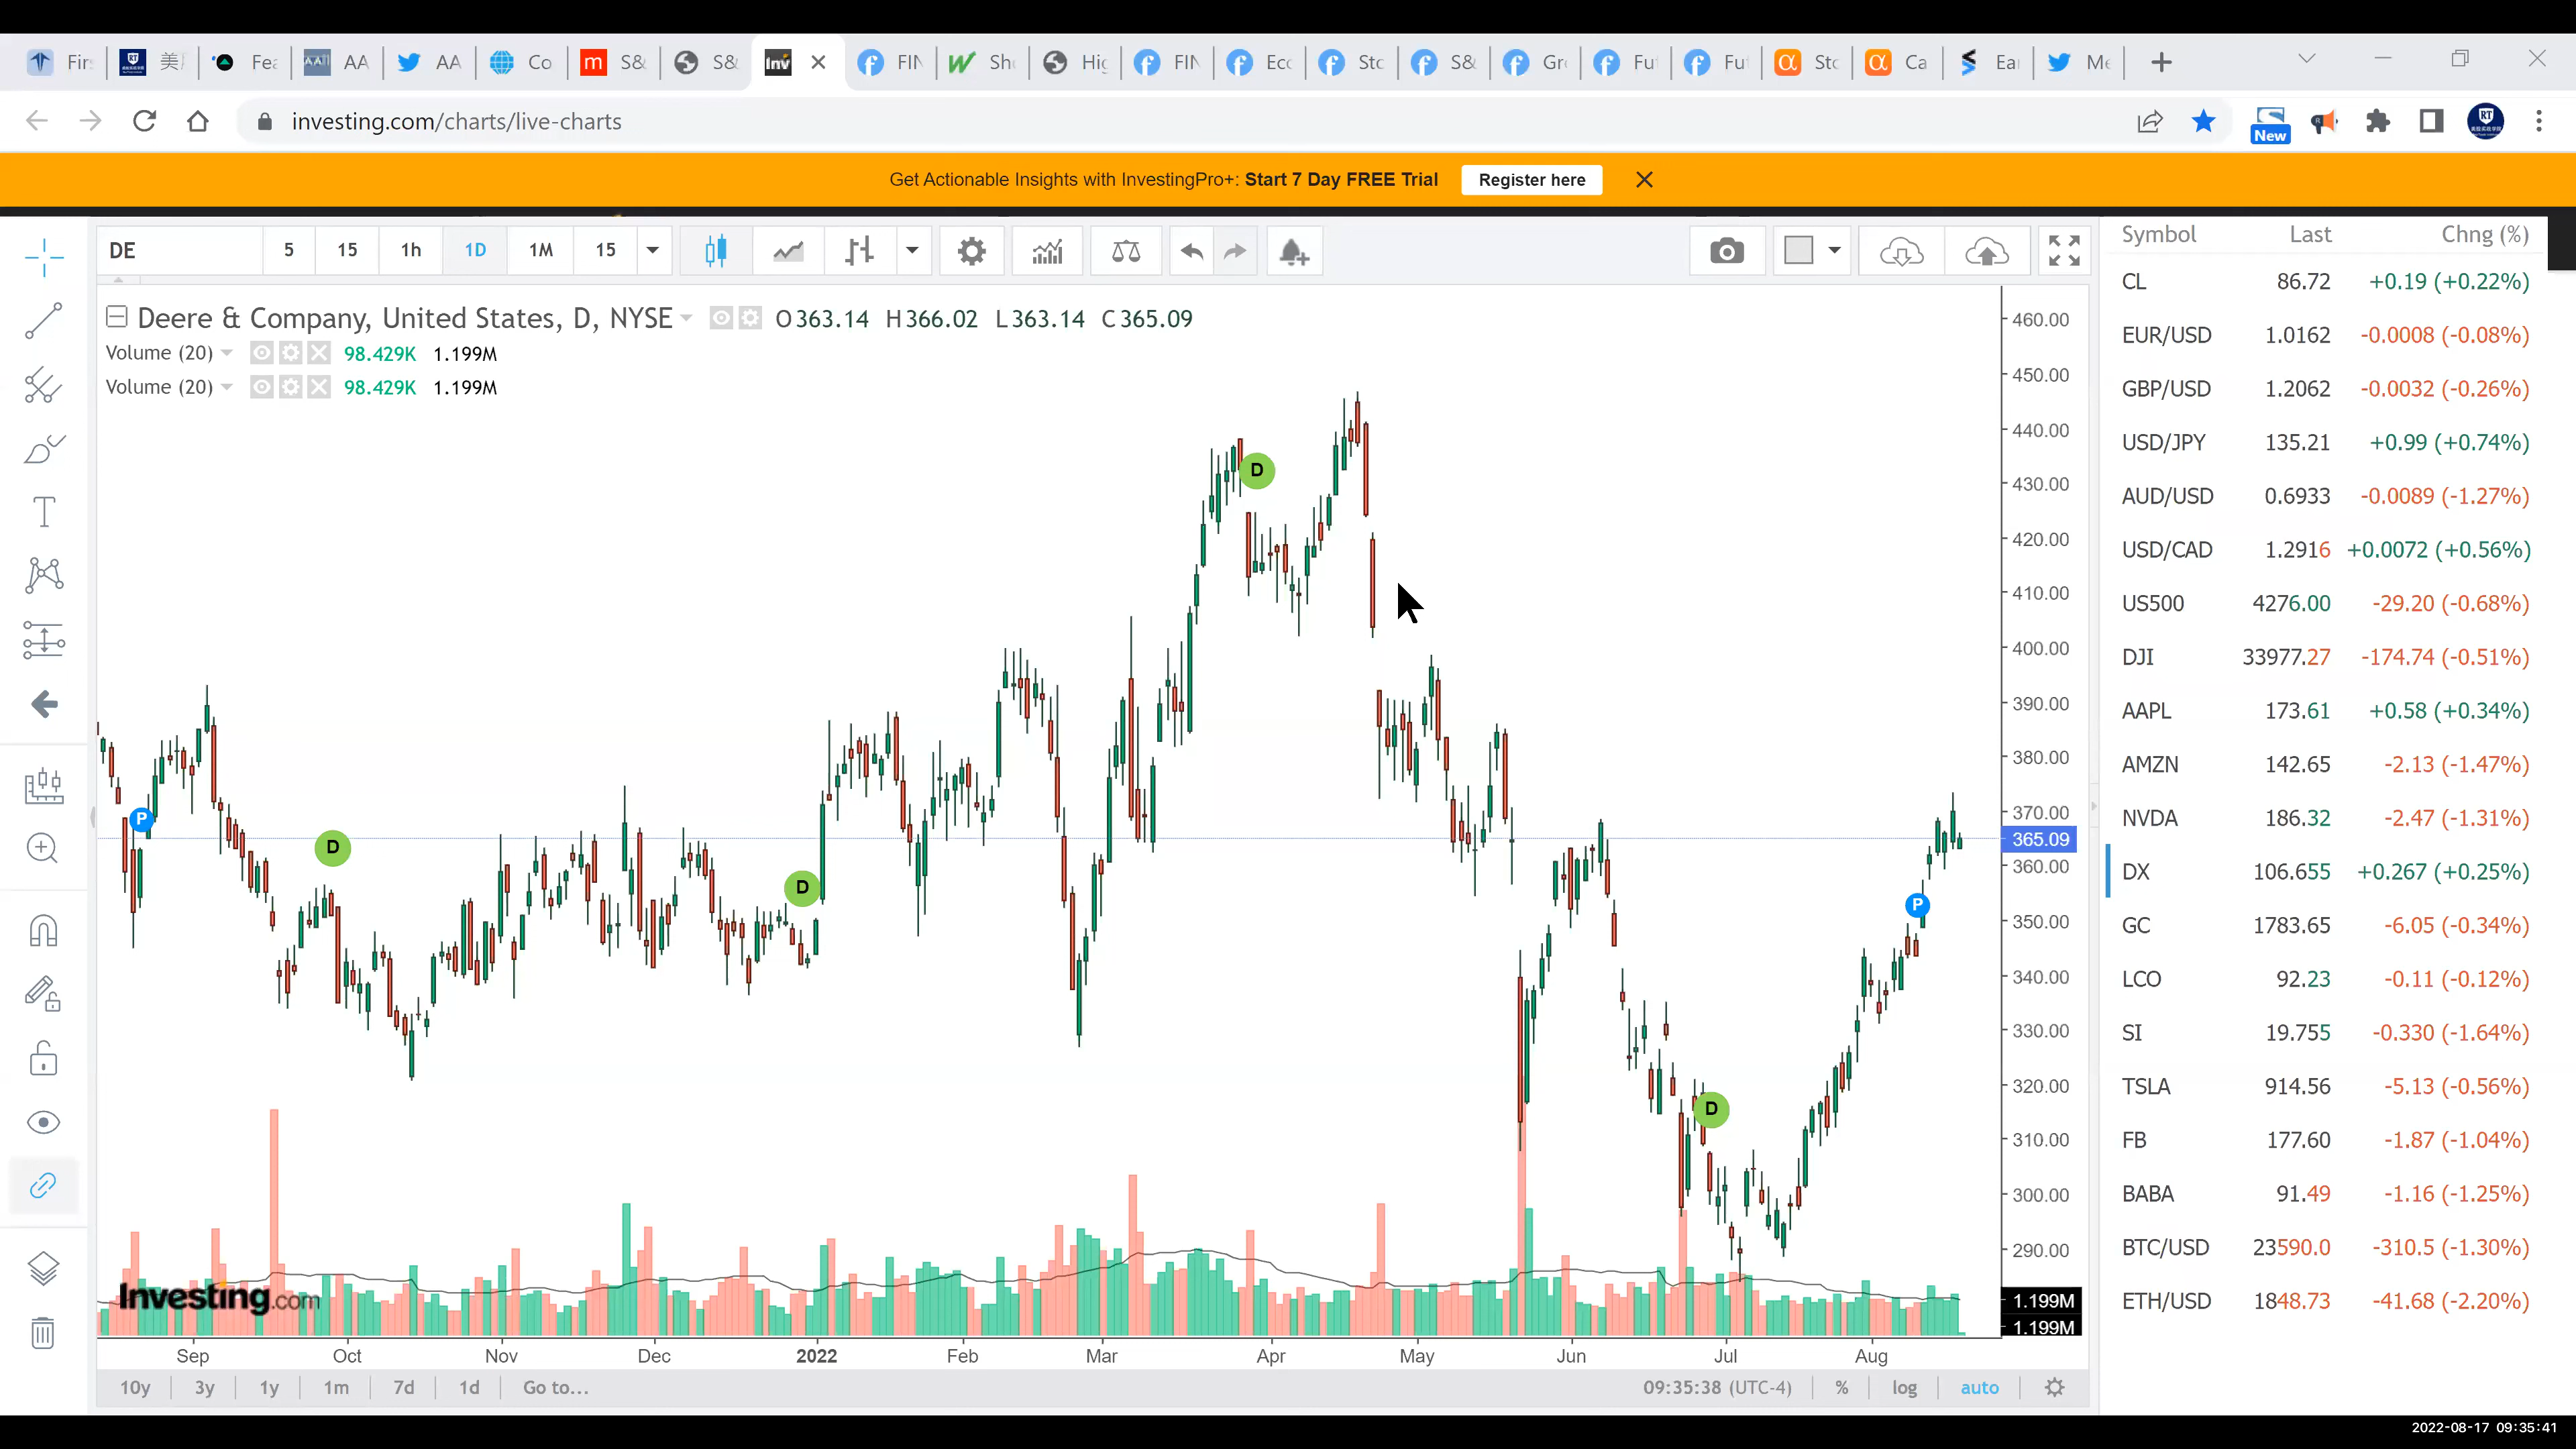 Fir 美 Fea AA AA Co S& S& FIN Sh Hig FIN Ecc Stc S& Gr Fu Fu Stc Ca Ear Me
investing.com/charts/live-charts
New
Get Actionable Insights with InvestingPro+: Start 7 Day FREE Trial Register here
DE 5 15 1h 1D 1M 15
Symbol Last Chng (%)
Deere & Company, United States, D, NYSE O363.14 H366.02 L363.14 C365.09
Volume (20) 98.429K 1.199M
Volume (20) 98.429K 1.199M
CL 86.72 +0.19 (+0.22%)
EUR/USD 1.0162 -0.0008 (-0.08%)
GBP/USD 1.2062 -0.0032 (-0.26%)
USD/JPY 135.21 +0.99 (+0.74%)
AUD/USD 0.6933 -0.0089 (-1.27%)
USD/CAD 1.2916 +0.0072 (+0.56%)
US500 4276.00 -29.20 (-0.68%)
DJI 33977.27 -174.74 (-0.51%)
AAPL 173.61 +0.58 (+0.34%)
AMZN 142.65 -2.13 (-1.47%)
NVDA 186.32 -2.47 (-1.31%)
DX 106.655 +0.267 (+0.25%)
GC 1783.65 -6.05 (-0.34%)
LCO 92.23 -0.11 (-0.12%)
SI 19.755 -0.330 (-1.64%)
TSLA 914.56 -5.13 (-0.56%)
FB 177.60 -1.87 (-1.04%)
BABA 91.49 -1.16 (-1.25%)
BTC/USD 23590.0 -310.5 (-1.30%)
ETH/USD 1848.73 -41.68 (-2.20%)
460.00
450.00
440.00
430.00
420.00
410.00
400.00
390.00
380.00
370.00
365.09
360.00
350.00
340.00
330.00
320.00
310.00
300.00
290.00
1.199M
1.199M
D
D
D
D
P
P
Investing.com
Sep Oct Nov Dec 2022 Feb Mar Apr May Jun Jul Aug
10y 3y 1y 1m 7d 1d Go to... 09:35:38 (UTC-4) % log auto
2022-08-17 09:35:41